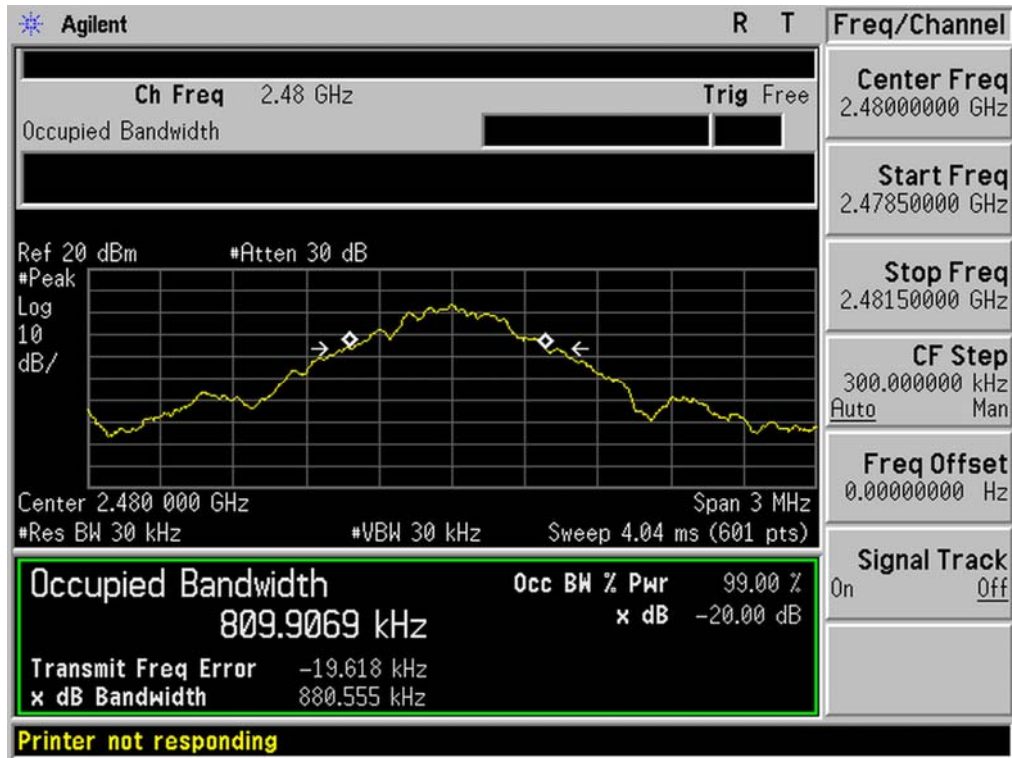 Agilent R T
Ch Freq 2.48 GHz Trig Free
Occupied Bandwidth
Ref 20 dBm #Atten 30 dB
#Peak
Log
10
dB/
Center 2.480 000 GHz Span 3 MHz
#Res BW 30 kHz #VBW 30 kHz Sweep 4.04 ms (601 pts)
Occupied Bandwidth
809.9069 kHz
Occ BW % Pwr 99.00 %
x dB -20.00 dB
Transmit Freq Error -19.618 kHz
x dB Bandwidth 880.555 kHz
Printer not responding
Freq/Channel
Center Freq
2.48000000 GHz
Start Freq
2.47850000 GHz
Stop Freq
2.48150000 GHz
CF Step
300.000000 kHz
Auto Man
Freq Offset
0.00000000 Hz
Signal Track
On Off